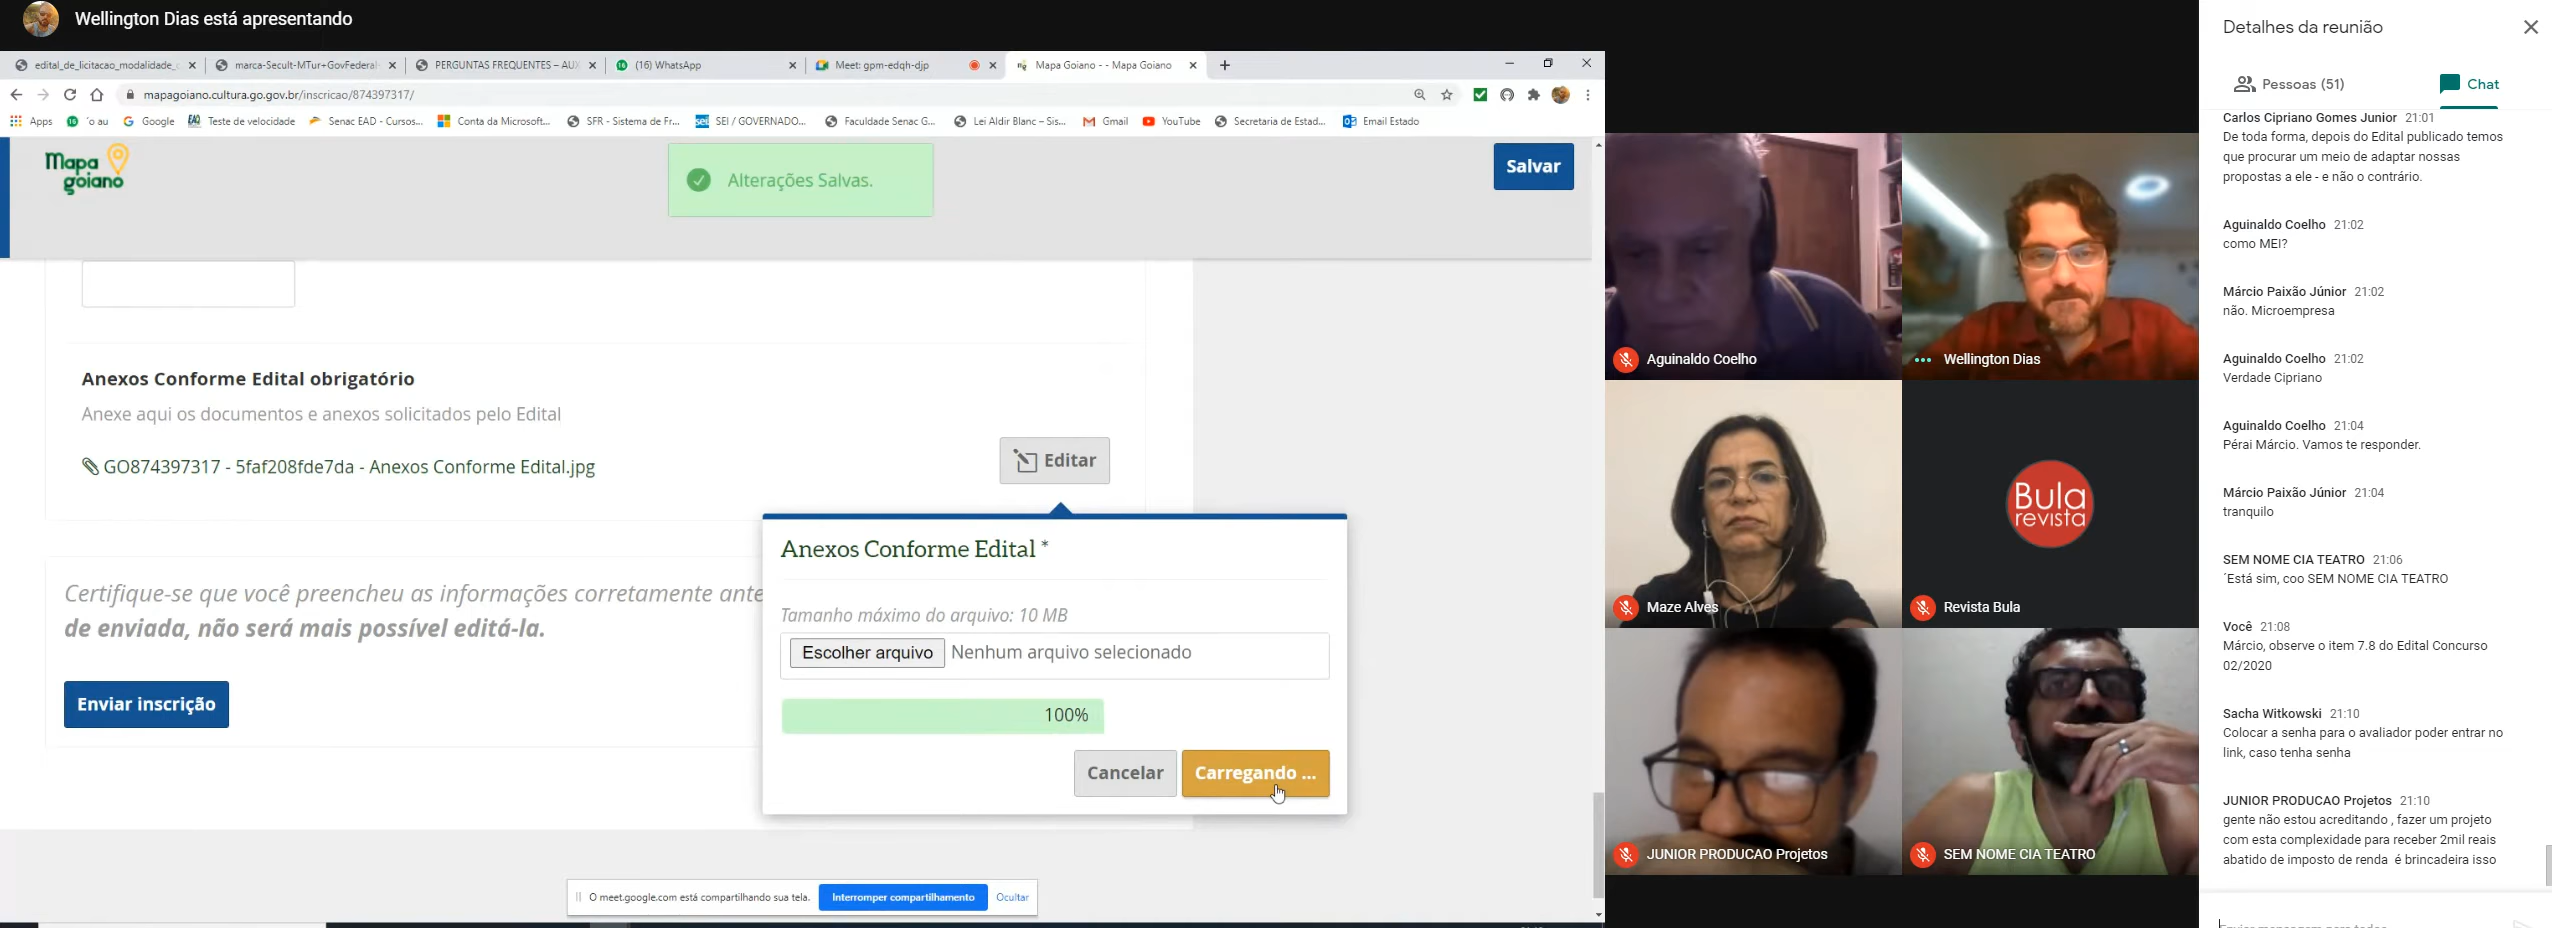 Wellington Dias está apresentando
edital_de_licitacao_modalidade_c
marca-Secult-MTur+GovFederal-
PERGUNTAS FREQUENTES – AUX
(16) WhatsApp
Meet: gpm-edqh-djp
Mapa Goiano - - Mapa Goiano
mapagoiano.cultura.go.gov.br/inscricao/874397317/
Apps
'o au
Google
Teste de velocidade
Senac EAD - Cursos...
Conta da Microsoft...
SFR - Sistema de Fr...
SEI / GOVERNADO...
Faculdade Senac G...
Lei Aldir Blanc – Sis...
Gmail
YouTube
Secretaria de Estad...
Email Estado
Mapa
goiano
Alterações Salvas.
Salvar
Anexos Conforme Edital obrigatório
Anexe aqui os documentos e anexos solicitados pelo Edital
GO874397317 - 5faf208fde7da - Anexos Conforme Edital.jpg
Editar
Anexos Conforme Edital *
Tamanho máximo do arquivo: 10 MB
Escolher arquivo Nenhum arquivo selecionado
100%
Cancelar
Carregando ...
Certifique-se que você preencheu as informações corretamente ante
de enviada, não será mais possível editá-la.
Enviar inscrição
O meet.google.com está compartilhando sua tela.
Interromper compartilhamento
Ocultar
Aguinaldo Coelho
Wellington Dias
Maze Alves
Bula
revista
Revista Bula
JUNIOR PRODUCAO Projetos
SEM NOME CIA TEATRO
Detalhes da reunião
Pessoas (51)
Chat
Carlos Cipriano Gomes Junior 21:01
De toda forma, depois do Edital publicado temos
que procurar um meio de adaptar nossas
propostas a ele - e não o contrário.
Aguinaldo Coelho 21:02
como MEI?
Márcio Paixão Júnior 21:02
não. Microempresa
Aguinaldo Coelho 21:02
Verdade Cipriano
Aguinaldo Coelho 21:04
Pérai Márcio. Vamos te responder.
Márcio Paixão Júnior 21:04
tranquilo
SEM NOME CIA TEATRO 21:06
´Está sim, coo SEM NOME CIA TEATRO
Você 21:08
Márcio, observe o item 7.8 do Edital Concurso
02/2020
Sacha Witkowski 21:10
Colocar a senha para o avaliador poder entrar no
link, caso tenha senha
JUNIOR PRODUCAO Projetos 21:10
gente não estou acreditando , fazer um projeto
com esta complexidade para receber 2mil reais
abatido de imposto de renda é brincadeira isso